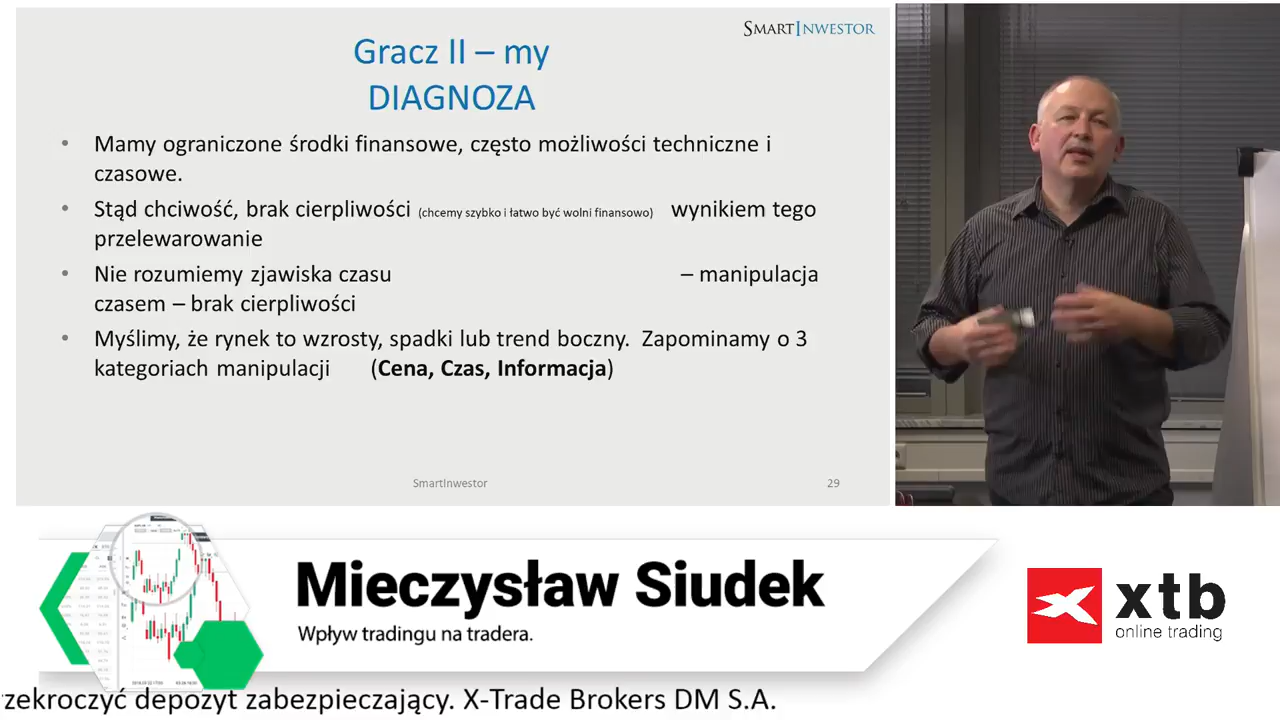 SmartInwestor
Gracz II – my
DIAGNOZA
• Mamy ograniczone środki finansowe, często możliwości techniczne i
czasowe.
• Stąd chciwość, brak cierpliwości (chcemy szybko i łatwo być wolni finansowo) wynikiem tego
przelewarowanie
• Nie rozumiemy zjawiska czasu – manipulacja
czasem – brak cierpliwości
• Myślimy, że rynek to wzrosty, spadki lub trend boczny. Zapominamy o 3
kategoriach manipulacji (Cena, Czas, Informacja)
SmartInwestor 29
Mieczysław Siudek
Wpływ tradingu na tradera.
xtb
online trading
rzekroczyć depozyt zabezpieczający. X-Trade Brokers DM S.A.